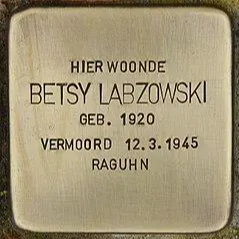 HIER WOONDE
BETSY LABZOWSKI
GEB. 1920
VERMOORD 12.3.1945
RAGUHN